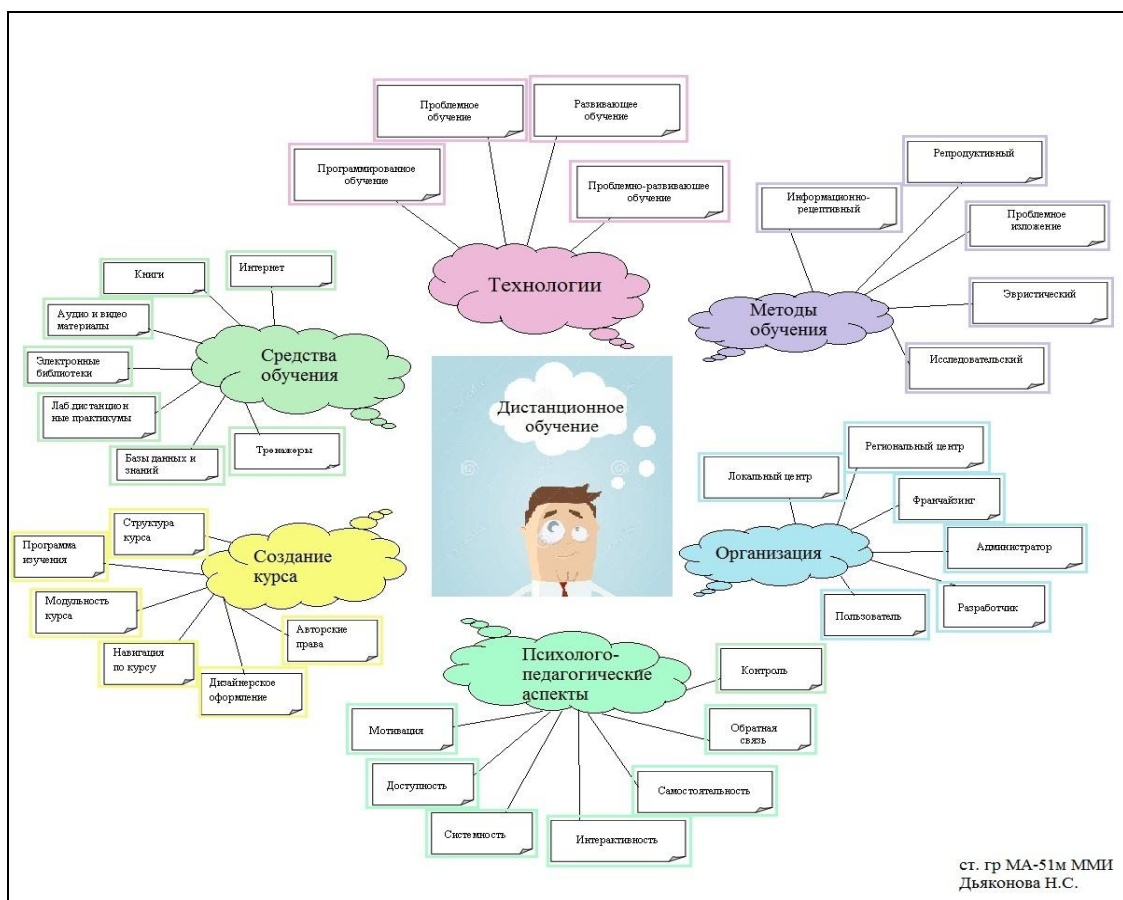 Проблемное
обучение
Развивающее
обучение
Программированное
обучение
Проблемно-развивающее
обучение
Технологии
Репродуктивный
Информационно-
рецептивный
Проблемное
изложение
Эвристический
Исследовательский
Методы
обучения
Книги
Интернет
Аудио и видео
материалы
Электронные
библиотеки
Лаб.дистанцион
ные практикумы
Базы данных и
знаний
Тренажеры
Средства
обучения
Дистанционное
обучение
Региональный центр
Локальный центр
Франчайзинг
Администратор
Разработчик
Пользователь
Организация
Структура
курса
Программа
изучения
Модульность
курса
Навигация
по курсу
Дизайнерское
оформление
Авторские
права
Создание
курса
Психолого-
педагогические
аспекты
Контроль
Обратная
связь
Мотивация
Доступность
Самостоятельность
Системность
Интерактивность
ст. гр МА-51м ММИ
Дьяконова Н.С.